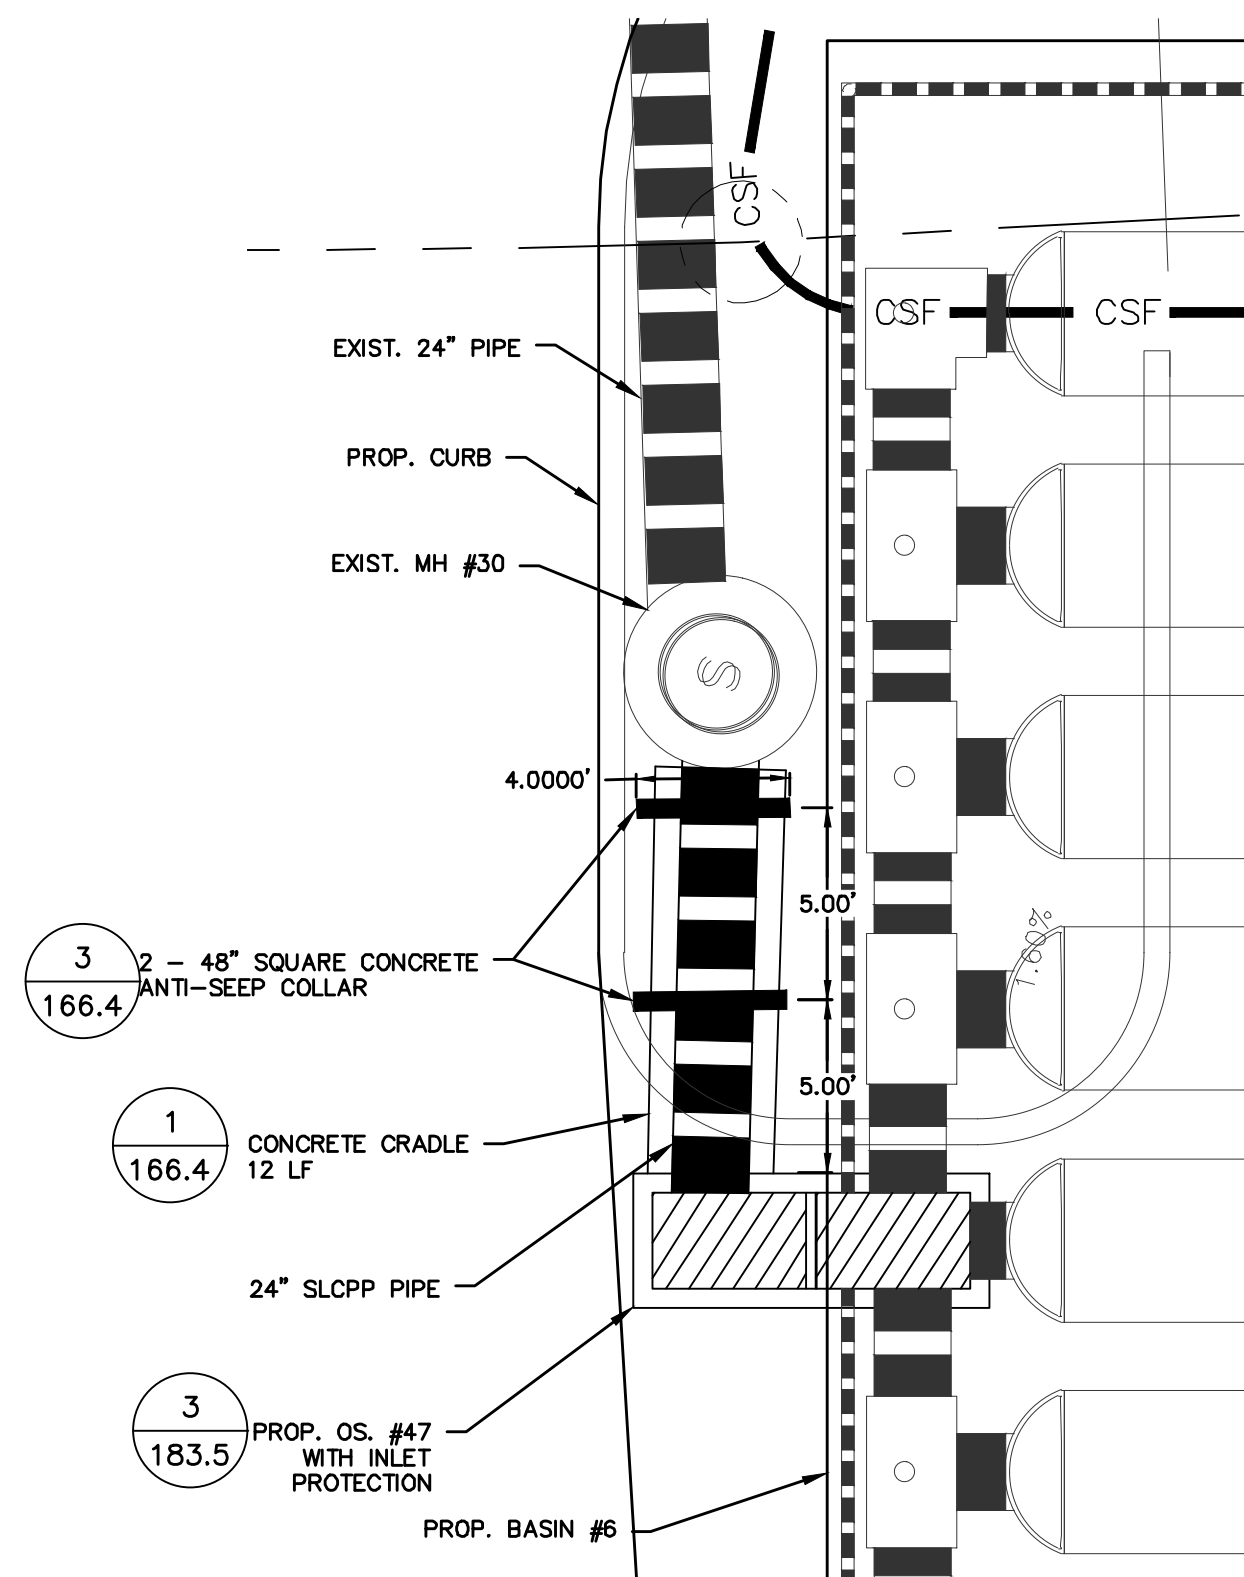 CSF
CSF
CSF
EXIST. 24" PIPE
PROP. CURB
EXIST. MH #30
S
4.0000'
5.00'
3
166.4
2 – 48" SQUARE CONCRETE
ANTI–SEEP COLLAR
1.60%
5.00'
1
166.4
CONCRETE CRADLE
12 LF
24" SLCPP PIPE
3
183.5
PROP. OS. #47
WITH INLET
PROTECTION
PROP. BASIN #6